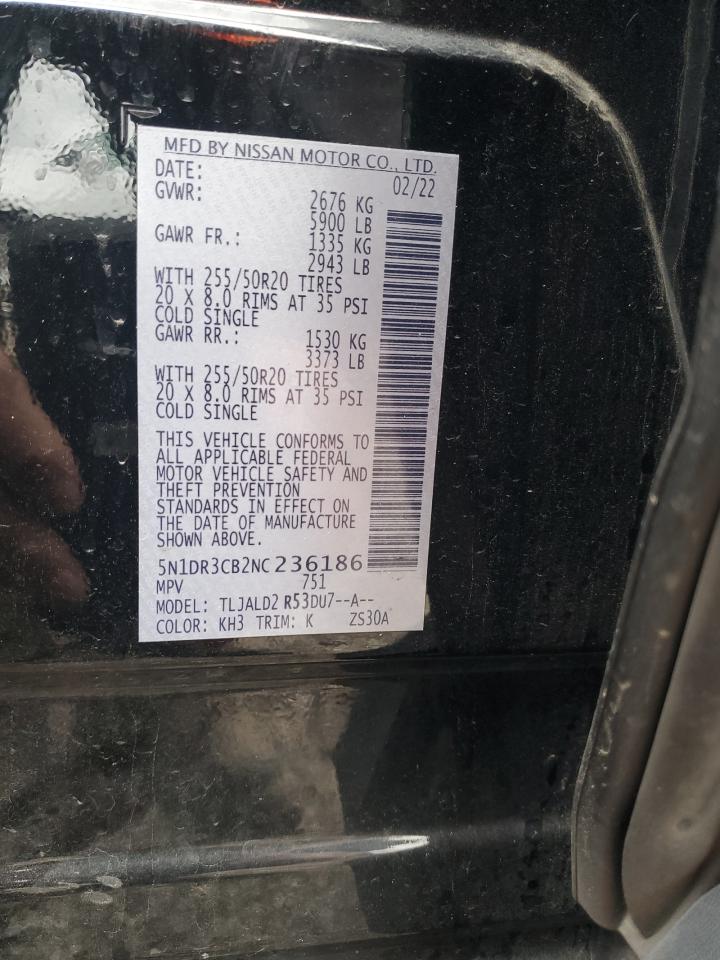 MFD BY NISSAN MOTOR CO., LTD.
DATE: 02/22
GVWR: 2676 KG
5900 LB
GAWR FR.: 1335 KG
2943 LB
WITH 255/50R20 TIRES
20 X 8.0 RIMS AT 35 PSI
COLD SINGLE
GAWR RR.: 1530 KG
3373 LB
WITH 255/50R20 TIRES
20 X 8.0 RIMS AT 35 PSI
COLD SINGLE
THIS VEHICLE CONFORMS TO
ALL APPLICABLE FEDERAL
MOTOR VEHICLE SAFETY AND
THEFT PREVENTION
STANDARDS IN EFFECT ON
THE DATE OF MANUFACTURE
SHOWN ABOVE.
5N1DR3CB2NC236186
MPV 751
MODEL: TLJALD2 R53DU7--A--
COLOR: KH3 TRIM: K ZS30A